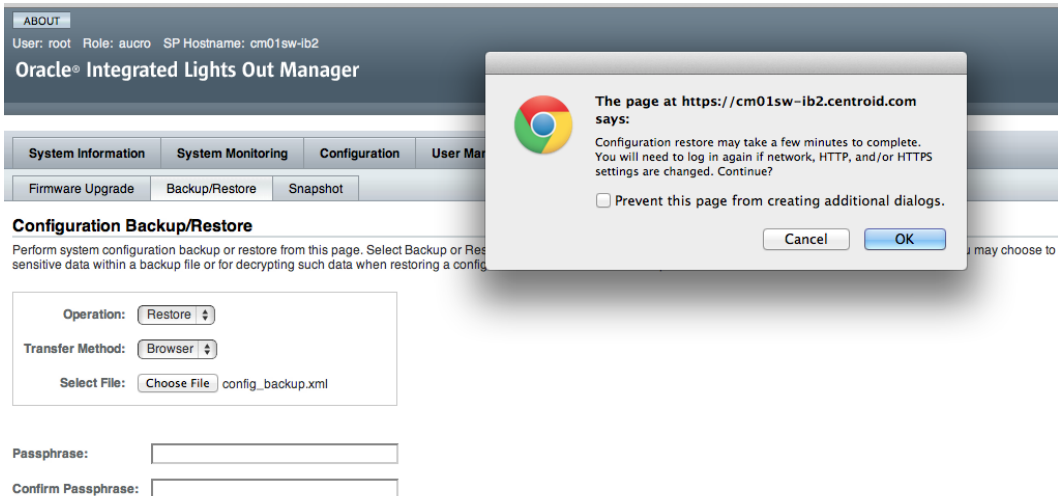 ABOUT
User: root Role: aucro SP Hostname: cm01sw-ib2
Oracle® Integrated Lights Out Manager
The page at https://cm01sw-ib2.centroid.com
says:
Configuration restore may take a few minutes to complete.
You will need to log in again if network, HTTP, and/or HTTPS
settings are changed. Continue?
Prevent this page from creating additional dialogs.
Cancel OK
System Information System Monitoring Configuration User Man
Firmware Upgrade Backup/Restore Snapshot
Configuration Backup/Restore
Perform system configuration backup or restore from this page. Select Backup or Res may choose to
sensitive data within a backup file or for decrypting such data when restoring a config
Operation: Restore
Transfer Method: Browser
Select File: Choose File config_backup.xml
Passphrase:
Confirm Passphrase: